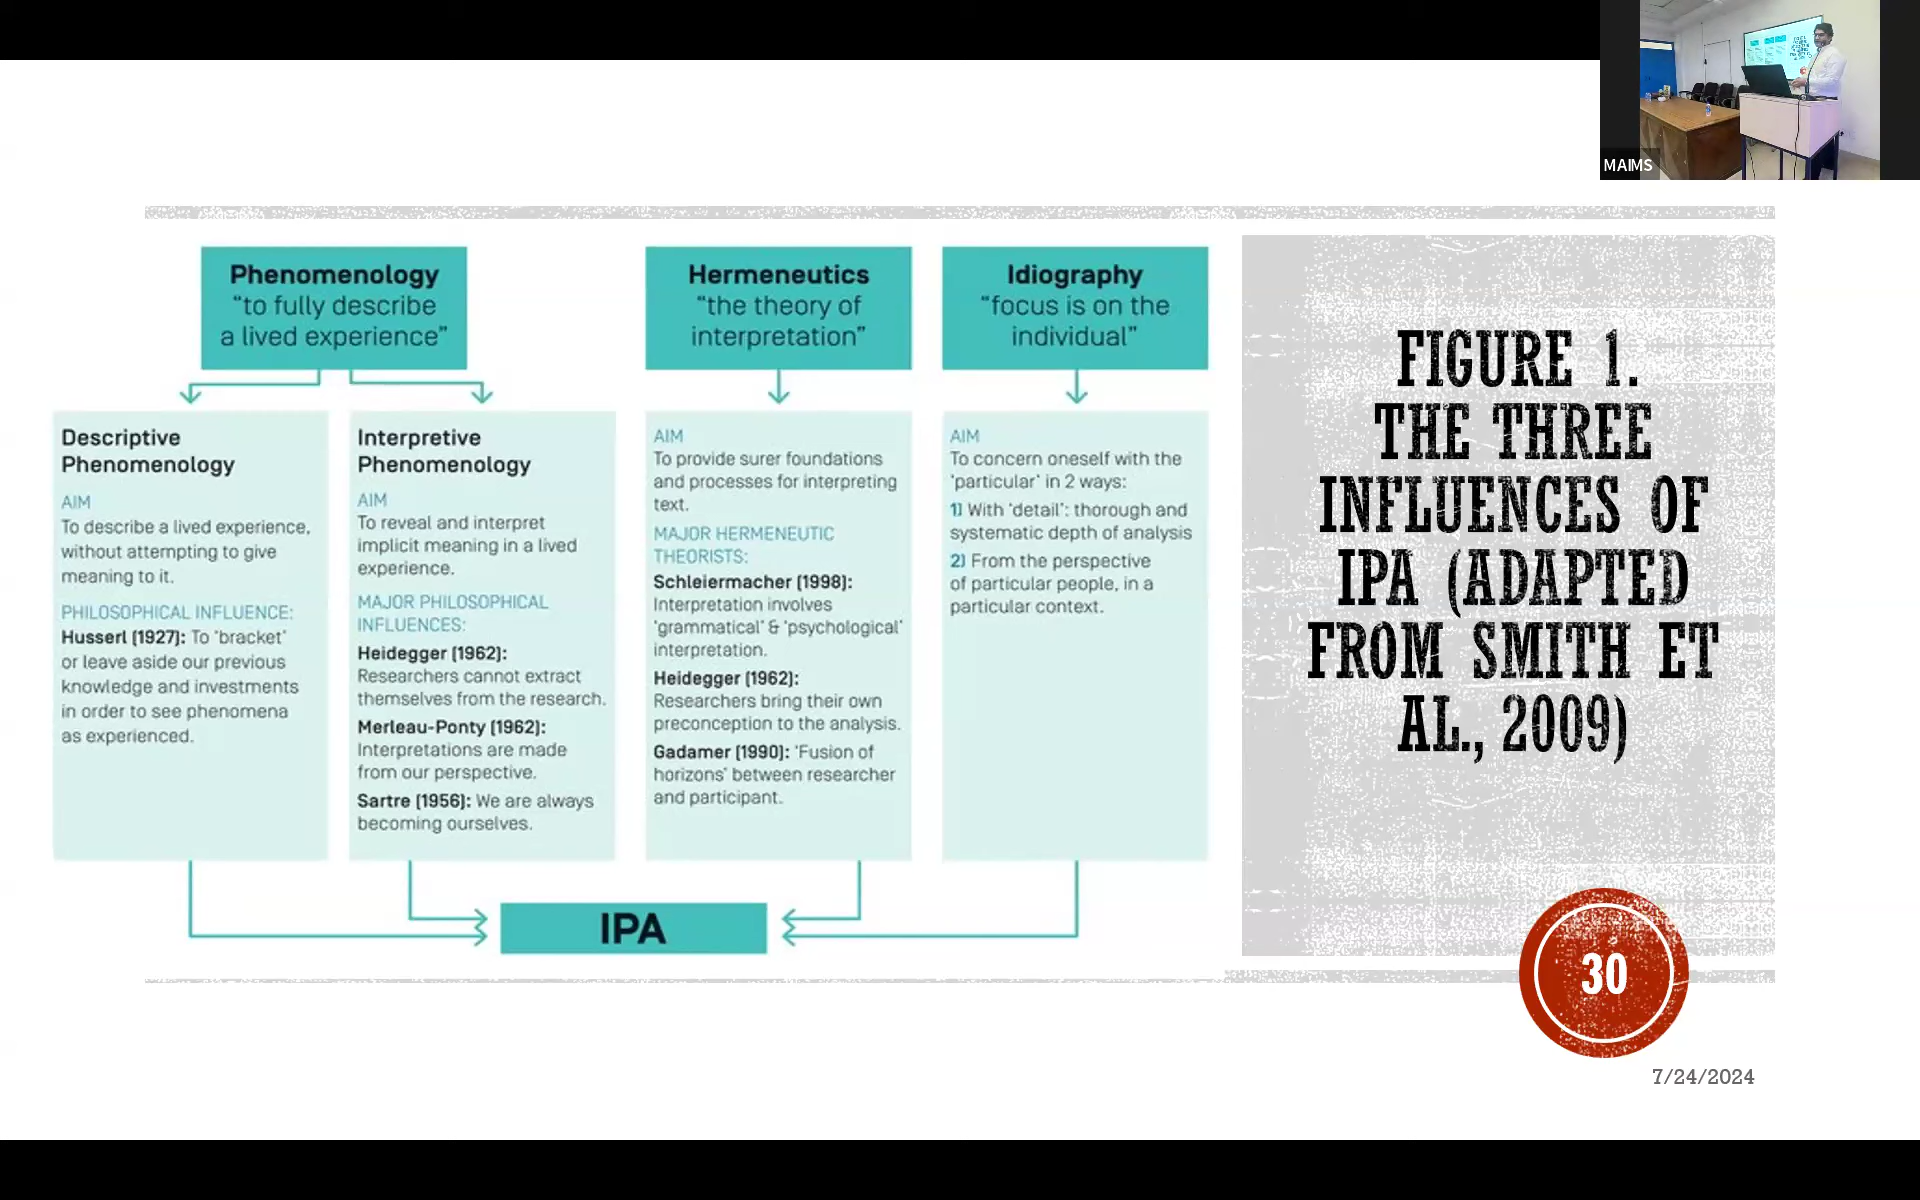 MAIMS
Phenomenology
“to fully describe
a lived experience”
Hermeneutics
“the theory of
interpretation”
Idiography
“focus is on the
individual”
Descriptive
Phenomenology
AIM
To describe a lived experience,
without attempting to give
meaning to it.
PHILOSOPHICAL INFLUENCE:
Husserl (1927): To ‘bracket’
or leave aside our previous
knowledge and investments
in order to see phenomena
as experienced.
Interpretive
Phenomenology
AIM
To reveal and interpret
implicit meaning in a lived
experience.
MAJOR PHILOSOPHICAL
INFLUENCES:
Heidegger (1962):
Researchers cannot extract
themselves from the research.
Merleau-Ponty (1962):
Interpretations are made
from our perspective.
Sartre (1956): We are always
becoming ourselves.
AIM
To provide surer foundations
and processes for interpreting
text.
MAJOR HERMENEUTIC
THEORISTS:
Schleiermacher (1998):
Interpretation involves
‘grammatical’ & ‘psychological’
interpretation.
Heidegger (1962):
Researchers bring their own
preconception to the analysis.
Gadamer (1990): ‘Fusion of
horizons’ between researcher
and participant.
AIM
To concern oneself with the
‘particular’ in 2 ways:
1) With ‘detail’: thorough and
systematic depth of analysis
2) From the perspective
of particular people, in a
particular context.
IPA
FIGURE 1.
THE THREE
INFLUENCES OF
IPA (ADAPTED
FROM SMITH ET
AL., 2009)
30
7/24/2024